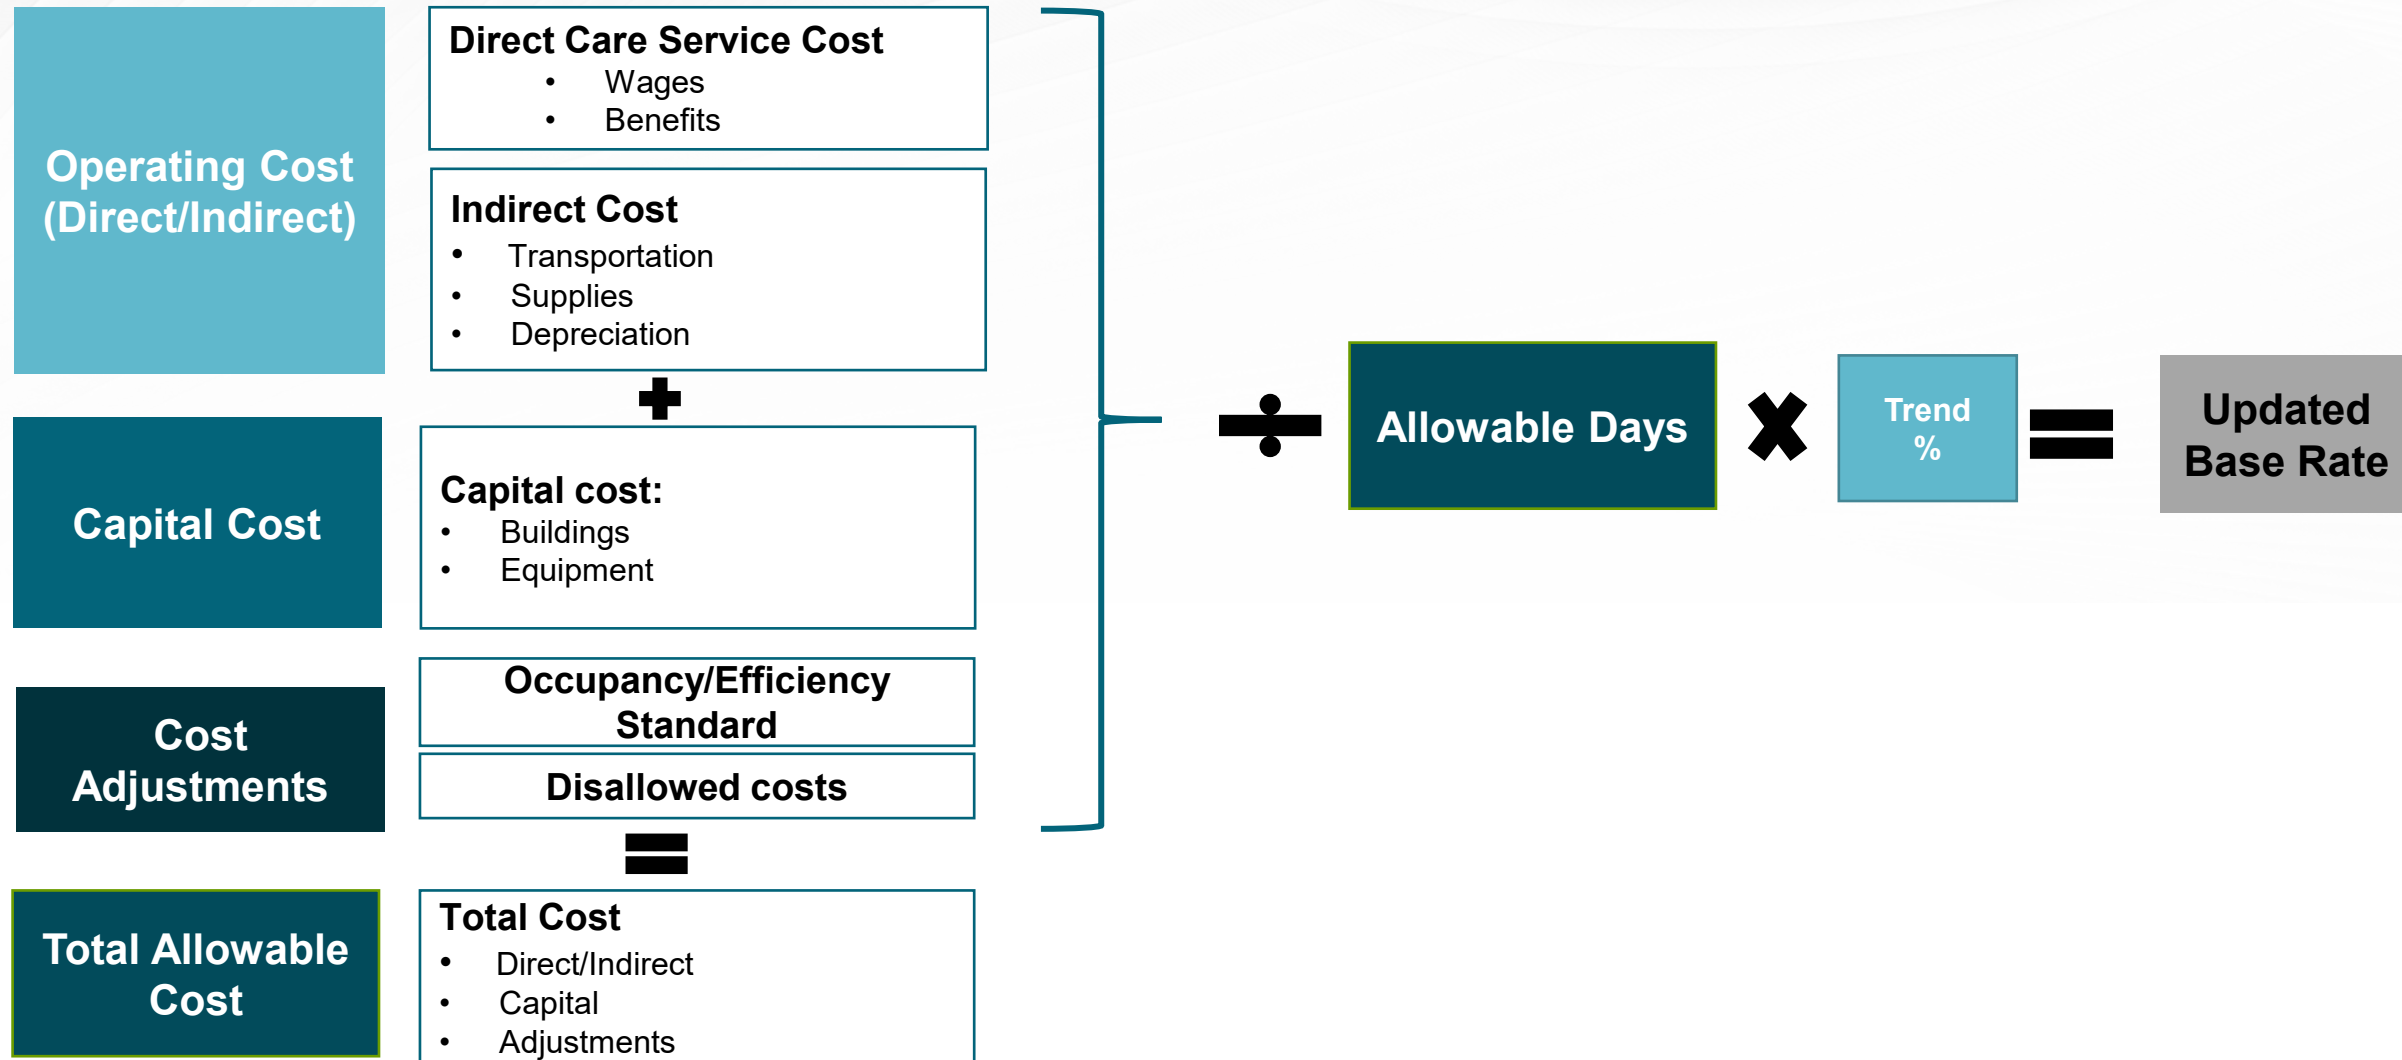 Operating Cost
(Direct/Indirect)
Direct Care Service Cost
• Wages
• Benefits
Indirect Cost
• Transportation
• Supplies
• Depreciation
Capital Cost
Capital cost:
• Buildings
• Equipment
Cost
Adjustments
Occupancy/Efficiency
Standard
Disallowed costs
Total Allowable
Cost
Total Cost
• Direct/Indirect
• Capital
• Adjustments
Allowable Days
Trend
%
Updated
Base Rate